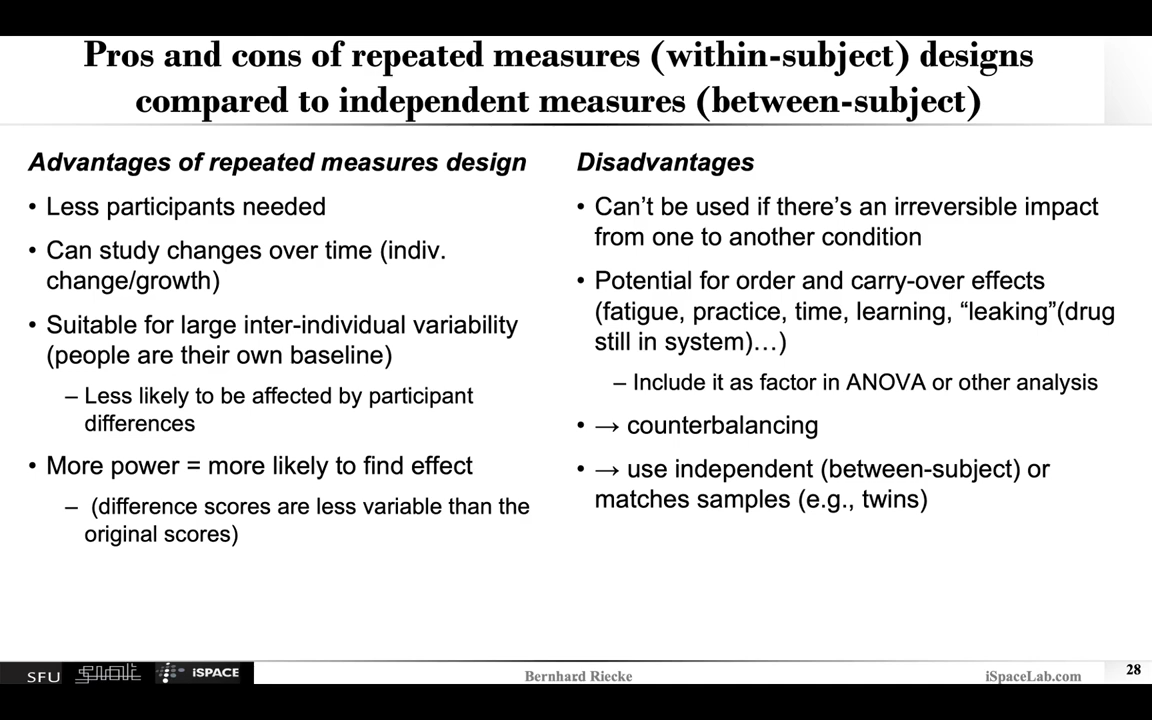 Pros and cons of repeated measures (within-subject) designs
compared to independent measures (between-subject)
Advantages of repeated measures design
• Less participants needed
• Can study changes over time (indiv.
change/growth)
• Suitable for large inter-individual variability
(people are their own baseline)
– Less likely to be affected by participant
differences
• More power = more likely to find effect
– (difference scores are less variable than the
original scores)
Disadvantages
• Can’t be used if there’s an irreversible impact
from one to another condition
• Potential for order and carry-over effects
(fatigue, practice, time, learning, “leaking”(drug
still in system)…)
– Include it as factor in ANOVA or other analysis
• → counterbalancing
• → use independent (between-subject) or
matches samples (e.g., twins)
SFU
iSPACE
Bernhard Riecke
iSpaceLab.com
28